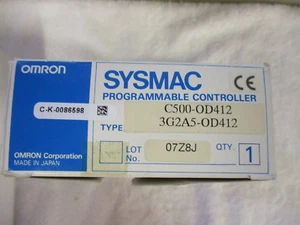 OMRON
SYSMAC
CE
PROGRAMMABLE CONTROLLER
C-K-0086598
C500-OD412
TYPE
3G2A5-OD412
OMRON Corporation
MADE IN JAPAN
LOT No.
07Z8J
QTY.
1